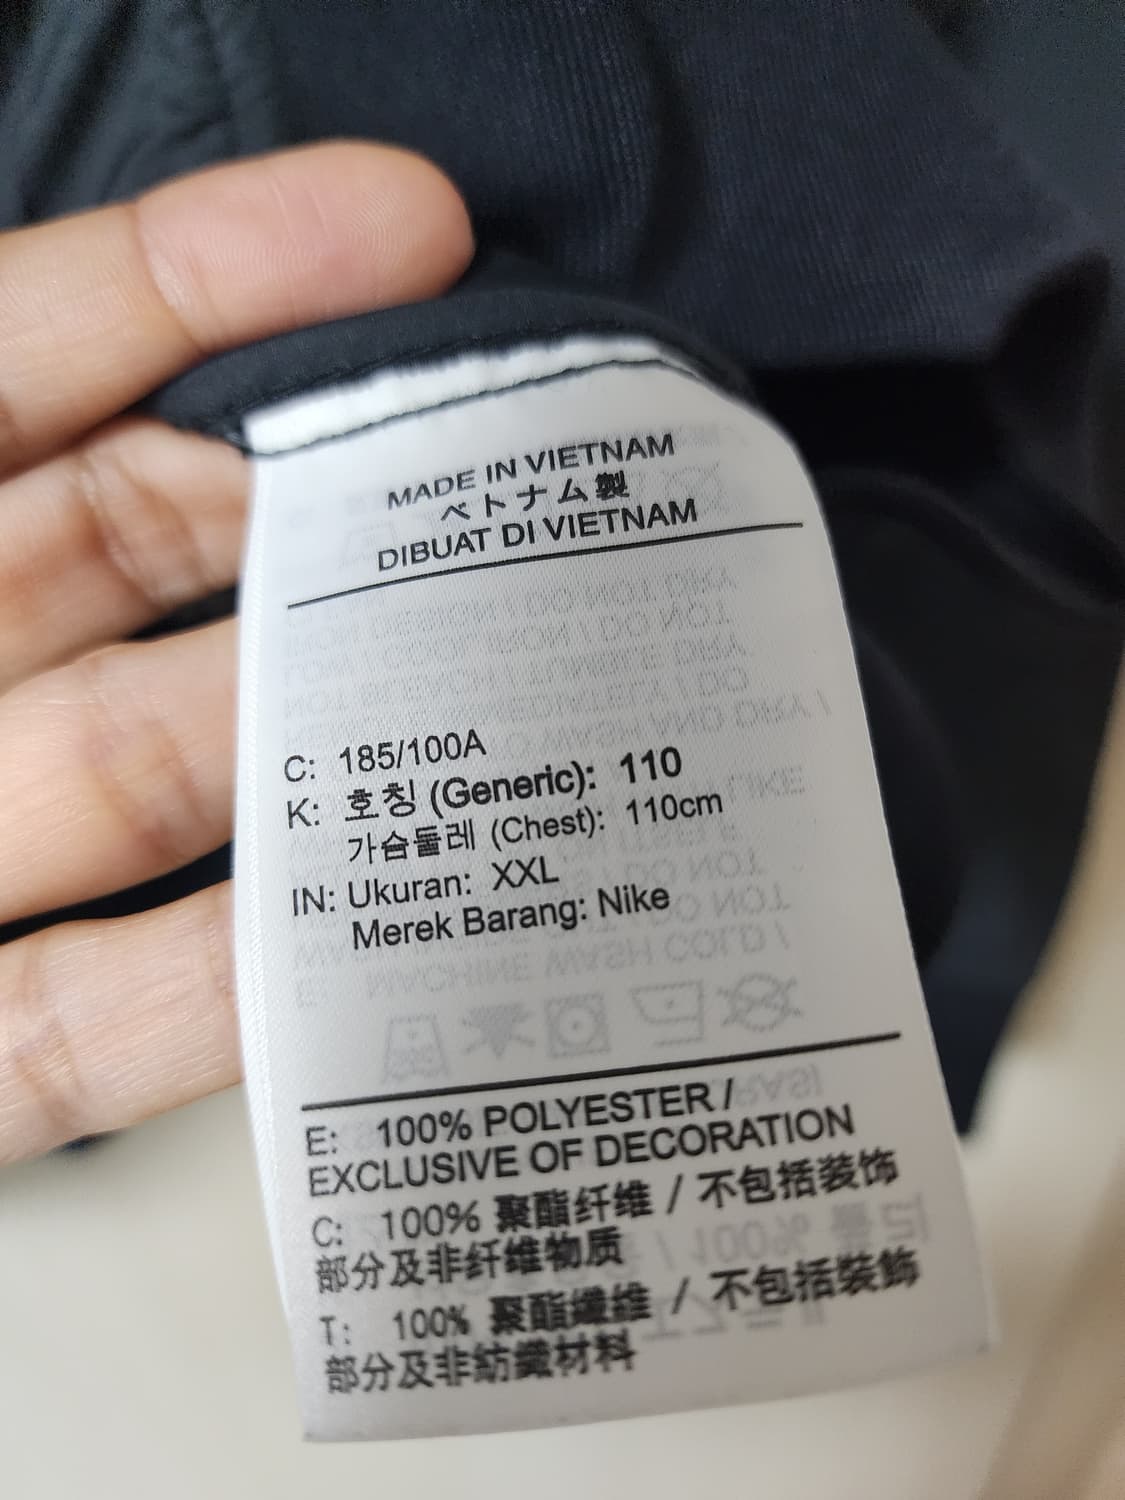 MADE IN VIETNAM
ベトナム製
DIBUAT DI VIETNAM
C: 185/100A
K: 호칭 (Generic): 110
가슴둘레 (Chest): 110cm
IN: Ukuran: XXL
Merek Barang: Nike
E: 100% POLYESTER /
EXCLUSIVE OF DECORATION
C: 100% 聚酯纤维 / 不包括装饰
部分及非纤维物质
T: 100% 聚酯纖維 / 不包括裝飾
部分及非紡織材料